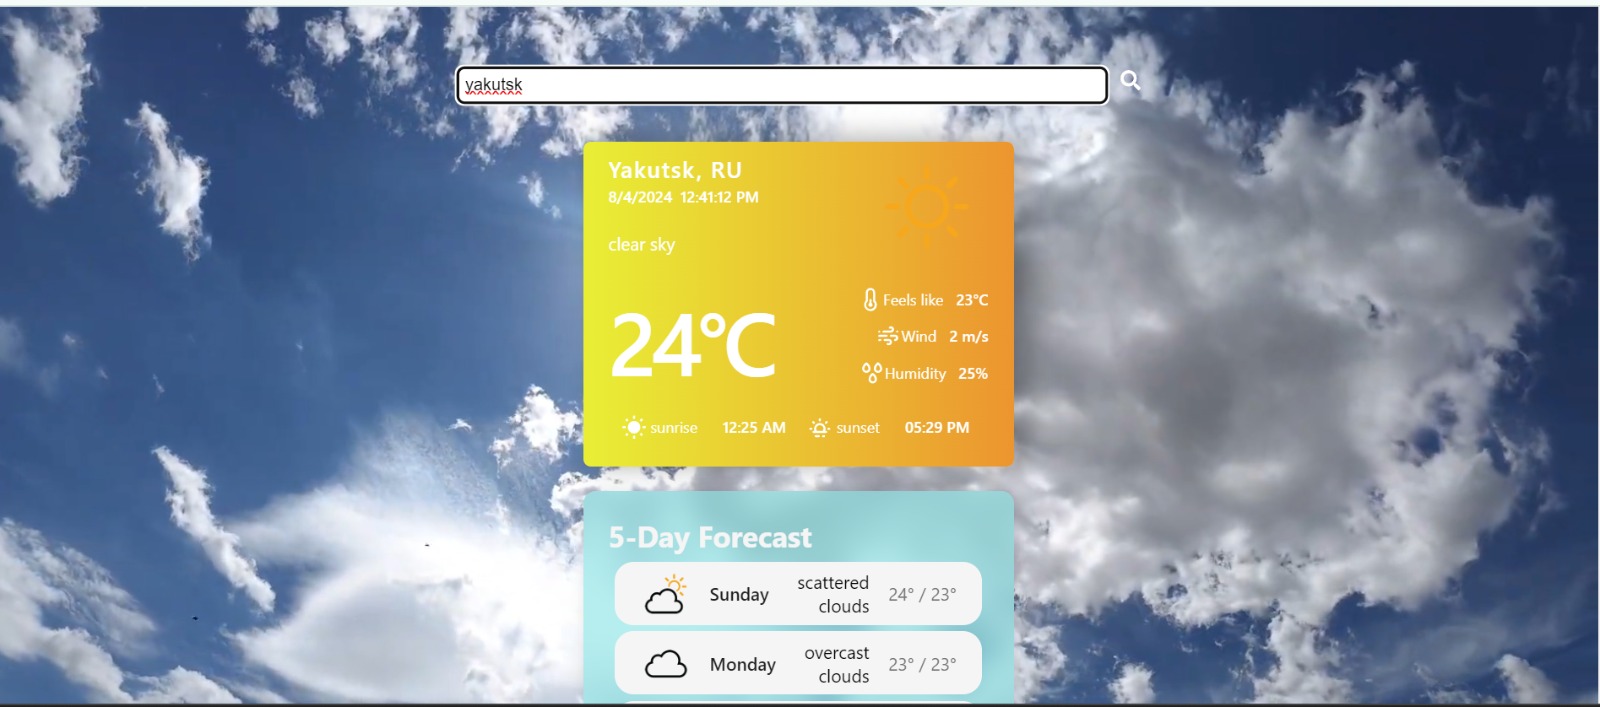 yakutsk
Yakutsk, RU
8/4/2024 12:41:12 PM
clear sky
24°C
Feels like 23°C
Wind 2 m/s
Humidity 25%
sunrise 12:25 AM sunset 05:29 PM
5-Day Forecast
Sunday scattered clouds 24° / 23°
Monday overcast clouds 23° / 23°